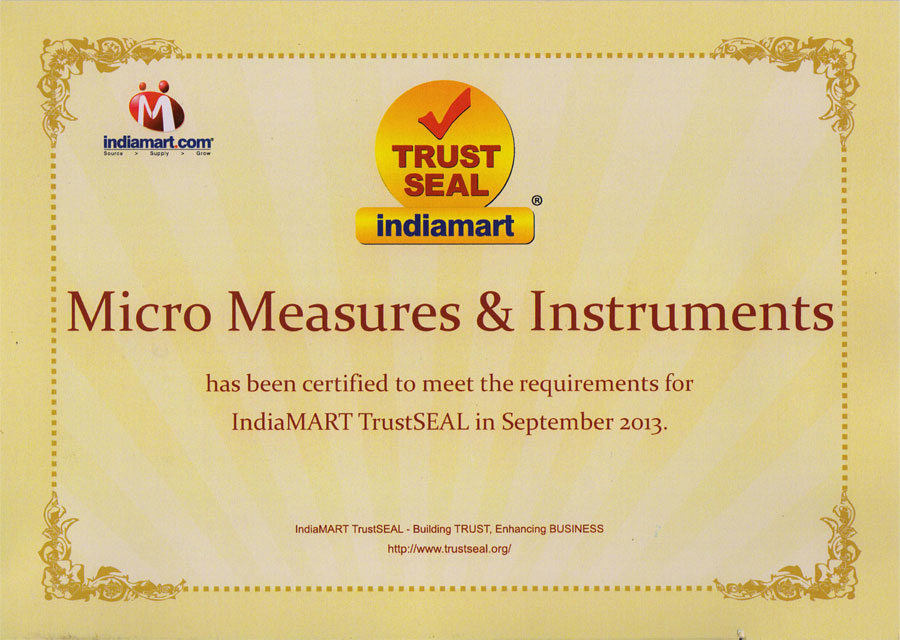 indiamart.com®
Source > Supply > Grow
TRUST
SEAL
indiamart ®
Micro Measures & Instruments
has been certified to meet the requirements for
IndiaMART TrustSEAL in September 2013.
IndiaMART TrustSEAL - Building TRUST, Enhancing BUSINESS
http://www.trustseal.org/